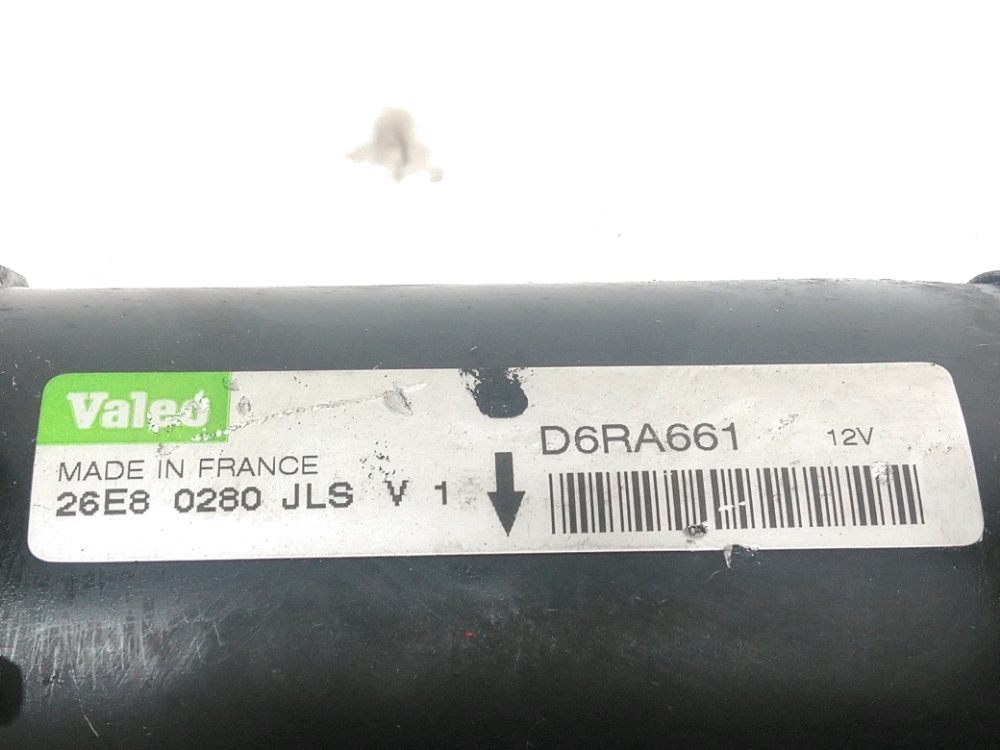 Valeo
MADE IN FRANCE
26E8 0280 JLS V 1
D6RA661 12V